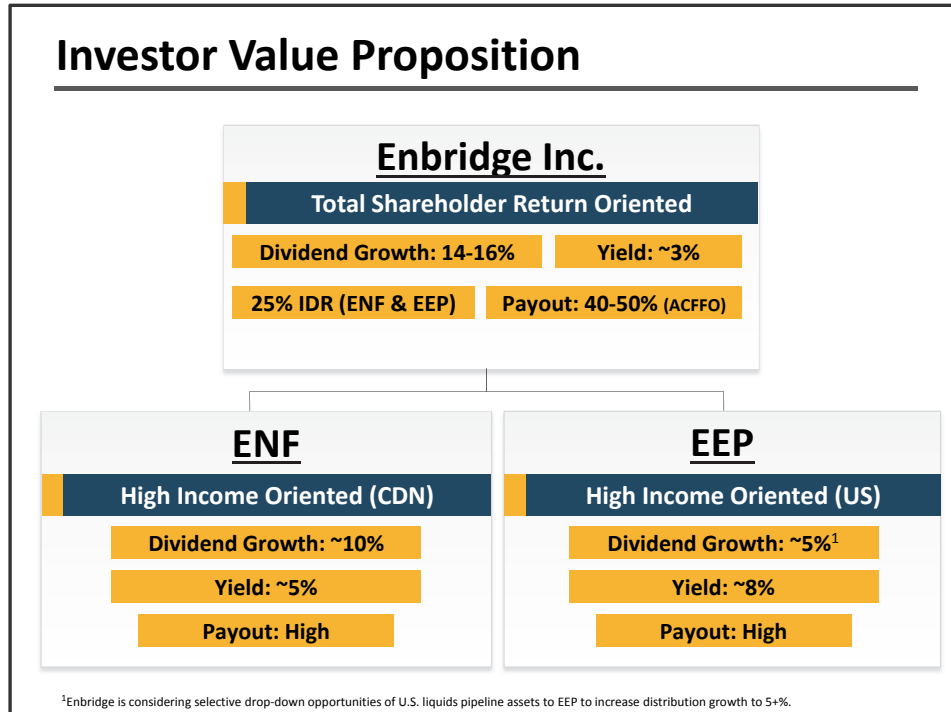 Investor Value Proposition
Enbridge Inc.
Total Shareholder Return Oriented
Dividend Growth: 14-16%
Yield: ~3%
25% IDR (ENF & EEP)
Payout: 40-50% (ACFFO)
ENF
High Income Oriented (CDN)
Dividend Growth: ~10%
Yield: ~5%
Payout: High
EEP
High Income Oriented (US)
Dividend Growth: ~5%¹
Yield: ~8%
Payout: High
¹Enbridge is considering selective drop-down opportunities of U.S. liquids pipeline assets to EEP to increase distribution growth to 5+%.